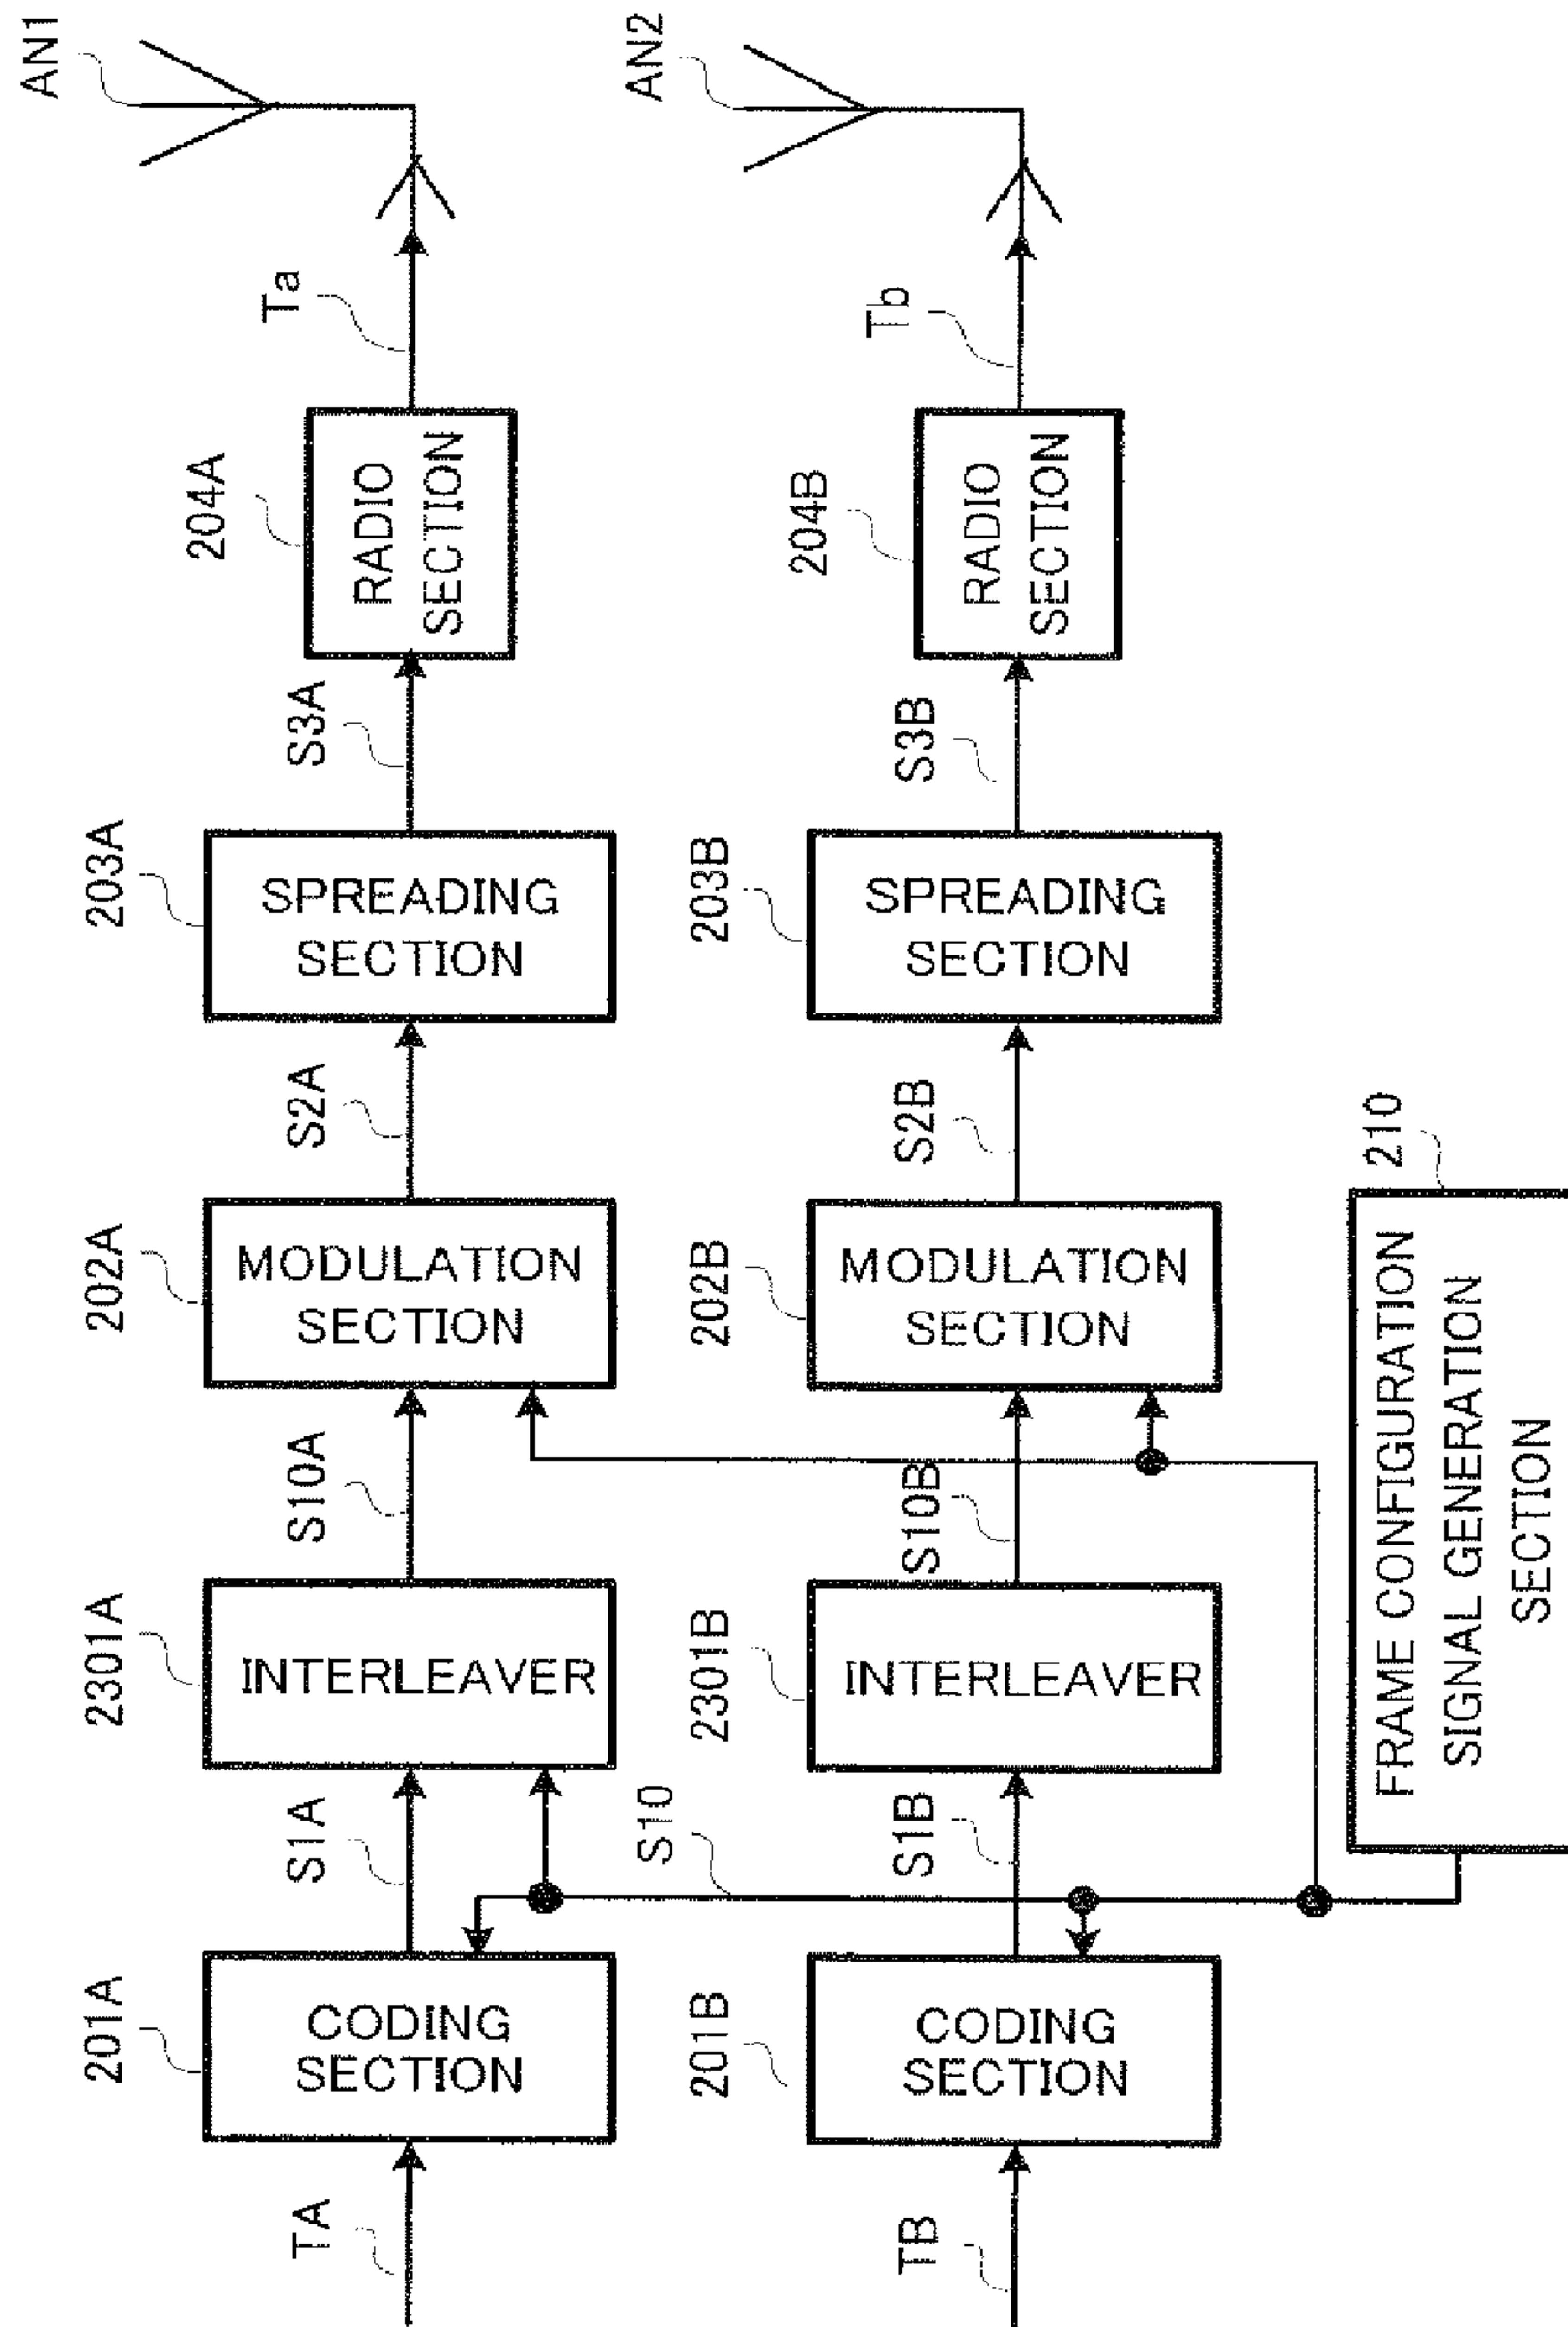 TA
201A
CODING
SECTION
S1A
2301A
INTERLEAVER
S10A
202A
MODULATION
SECTION
S2A
203A
SPREADING
SECTION
S3A
204A
RADIO
SECTION
Ta
AN1
S10
TB
201B
CODING
SECTION
S1B
2301B
INTERLEAVER
S10B
202B
MODULATION
SECTION
S2B
203B
SPREADING
SECTION
S3B
204B
RADIO
SECTION
Tb
AN2
210
FRAME CONFIGURATION
SIGNAL GENERATION
SECTION